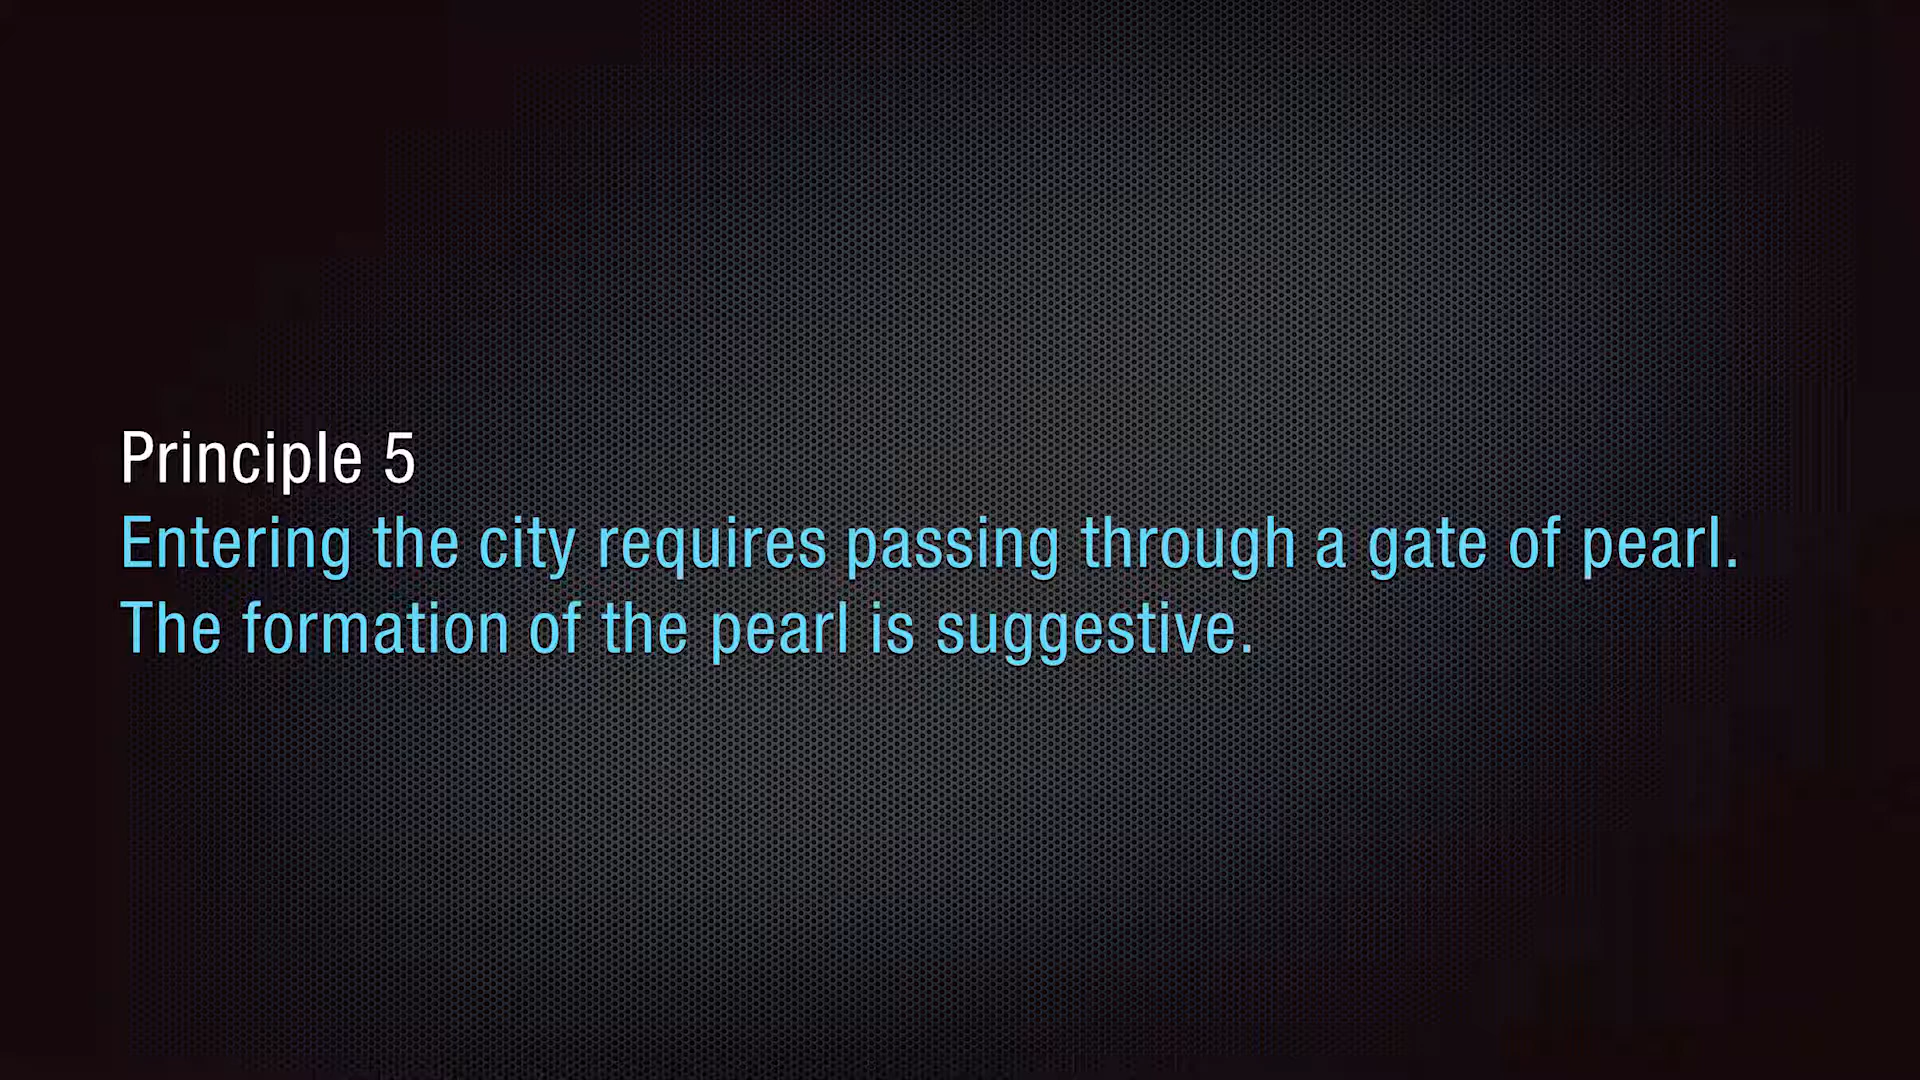 Principle 5
Entering the city requires passing through a gate of pearl.
The formation of the pearl is suggestive.